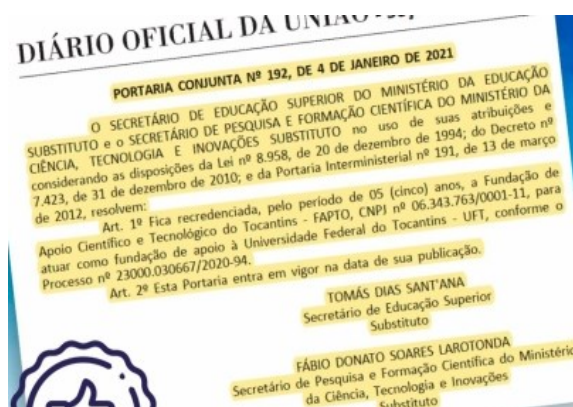 DIÁRIO OFICIAL DA UNIÃO
PORTARIA CONJUNTA Nº 192, DE 4 DE JANEIRO DE 2021
O SECRETÁRIO DE EDUCAÇÃO SUPERIOR DO MINISTÉRIO DA EDUCAÇÃO
SUBSTITUTO e o SECRETÁRIO DE PESQUISA E FORMAÇÃO CIENTÍFICA DO MINISTÉRIO DA
CIÊNCIA, TECNOLOGIA E INOVAÇÕES SUBSTITUTO no uso de suas atribuições e
considerando as disposições da Lei nº 8.958, de 20 de dezembro de 1994; do Decreto nº
7.423, de 31 de dezembro de 2010; e da Portaria Interministerial nº 191, de 13 de março
de 2012, resolvem:
Art. 1º Fica recredenciada, pelo período de 05 (cinco) anos, a Fundação de
Apoio Científico e Tecnológico do Tocantins - FAPTO, CNPJ nº 06.343.763/0001-11, para
atuar como fundação de apoio à Universidade Federal do Tocantins - UFT, conforme o
Processo nº 23000.030667/2020-94.
Art. 2º Esta Portaria entra em vigor na data de sua publicação.
TOMÁS DIAS SANT'ANA
Secretário de Educação Superior
Substituto
FÁBIO DONATO SOARES LAROTONDA
Secretário de Pesquisa e Formação Científica do Ministéri
da Ciência, Tecnologia e Inovações
Substituto